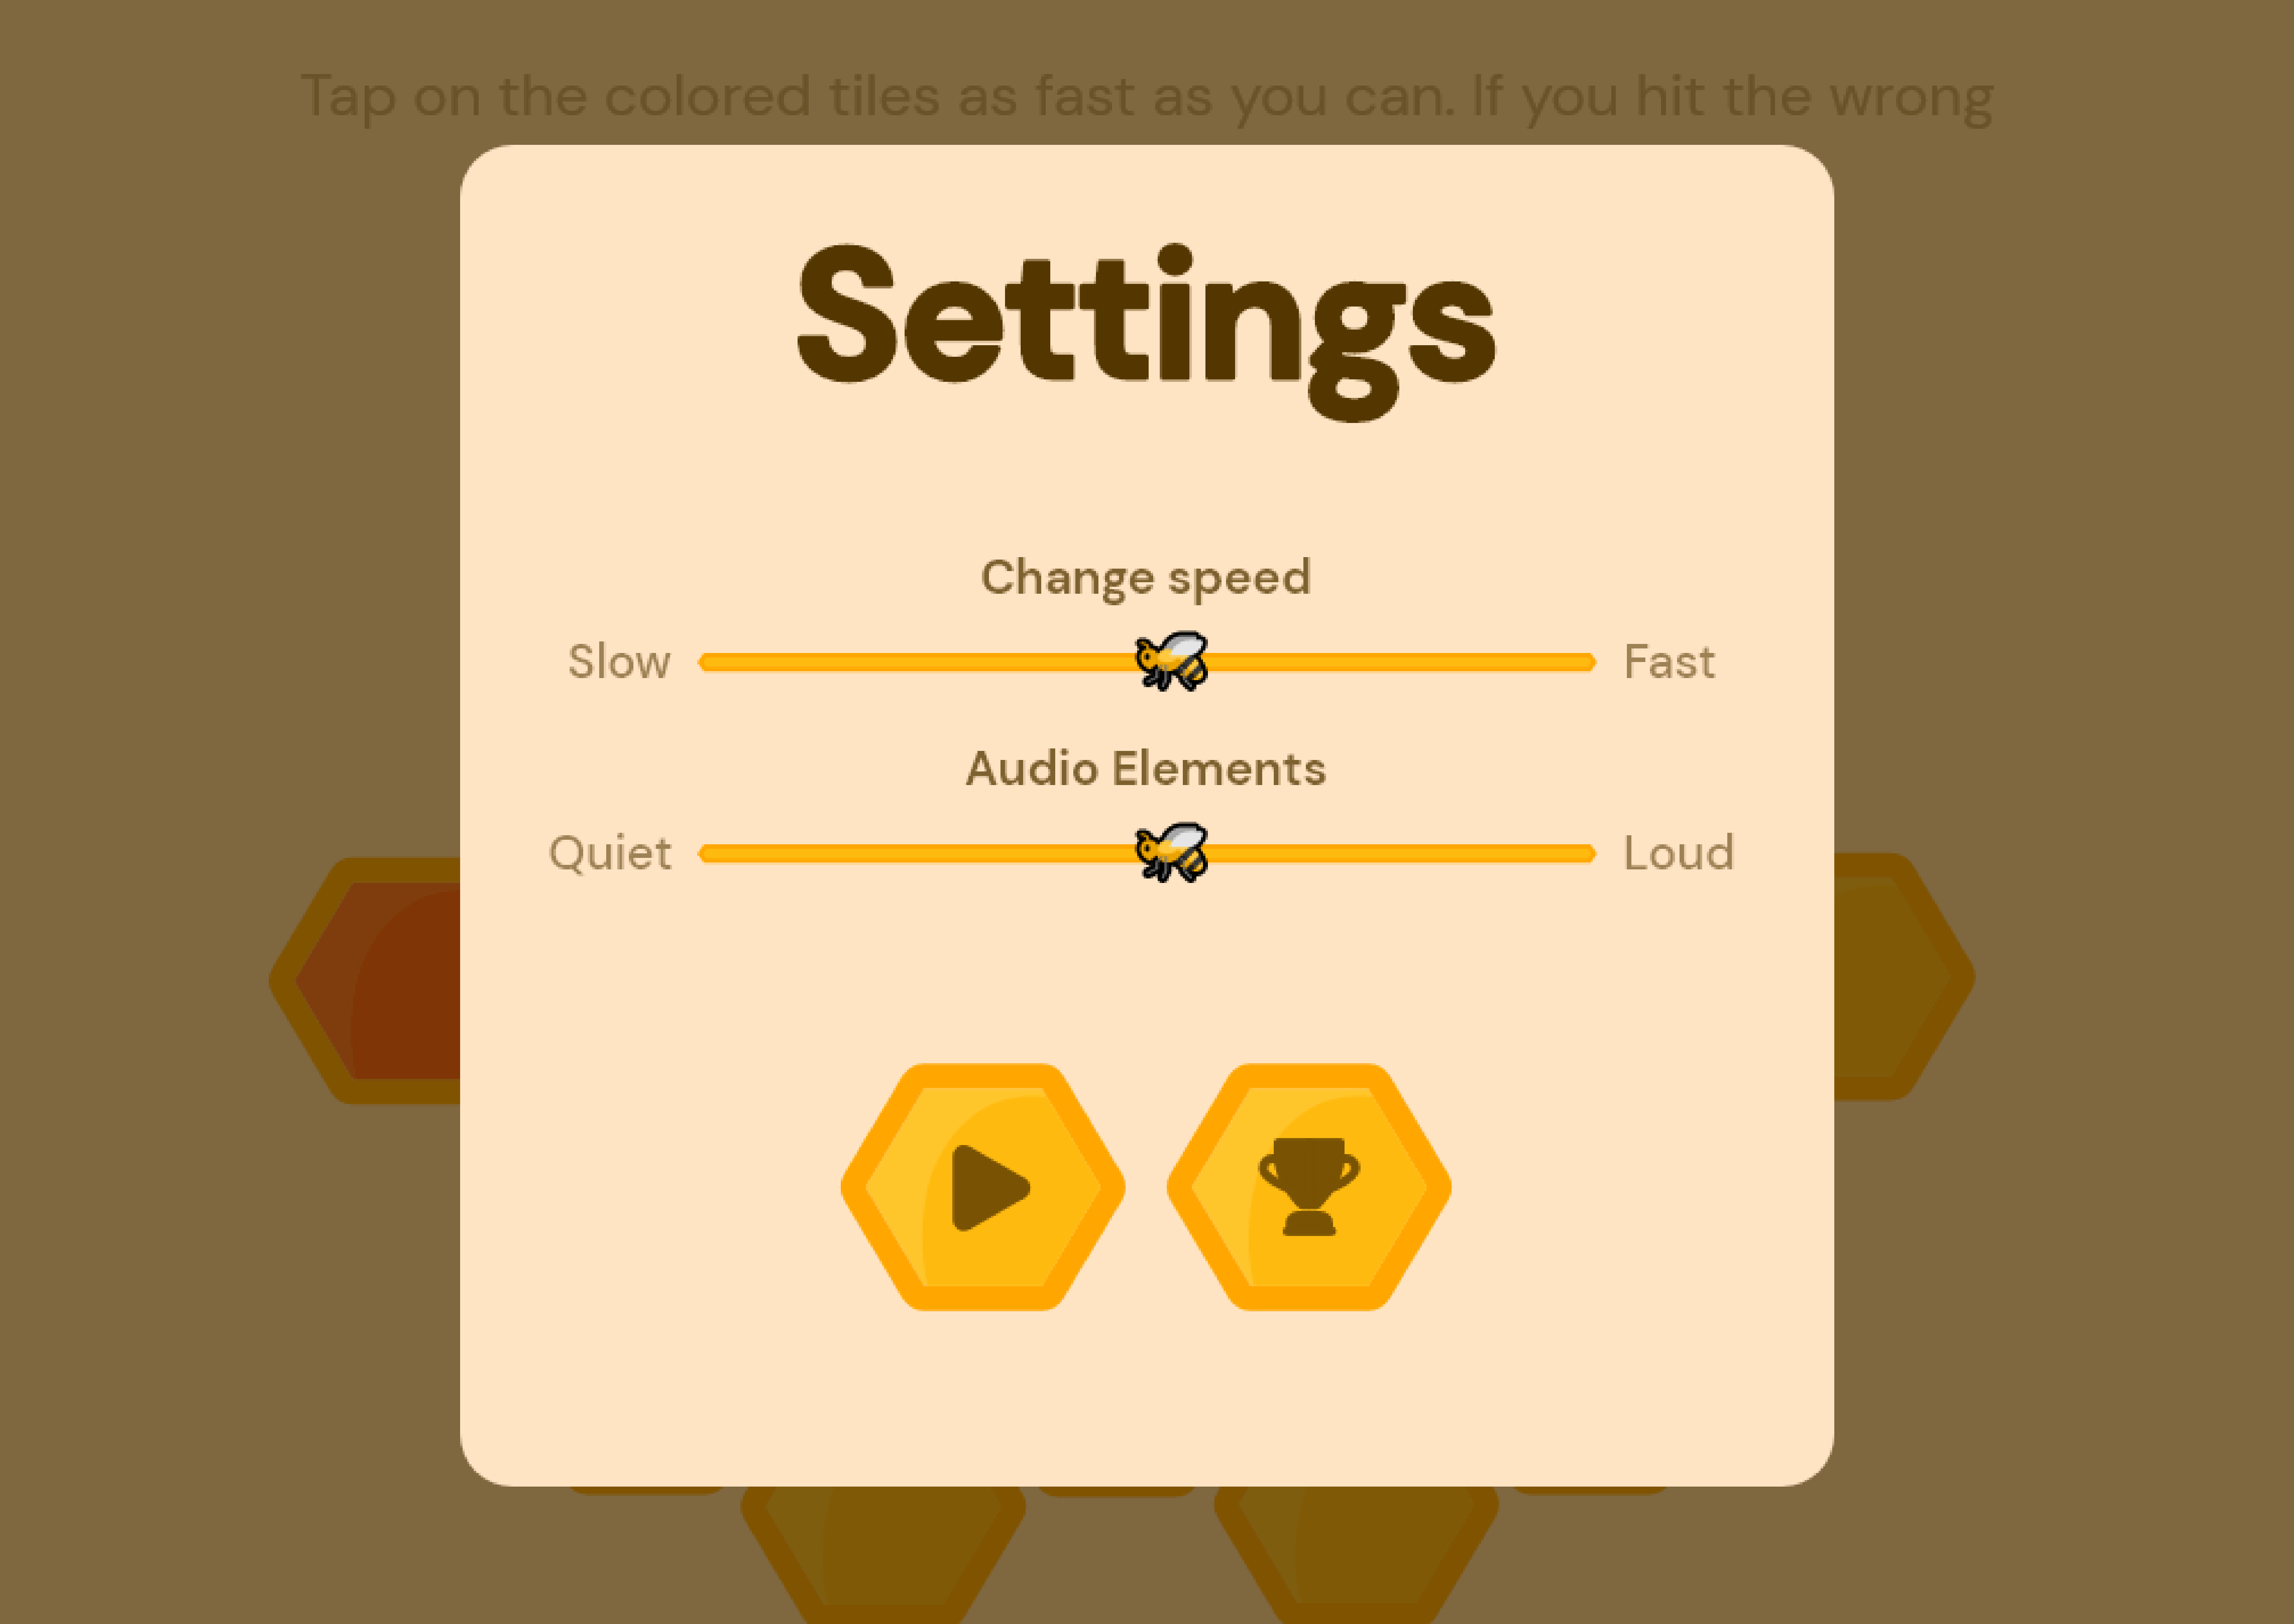 Tap on the colored tiles as fast as you can. If you hit the wrong
Settings
Change speed
Slow Fast
Audio Elements
Quiet Loud